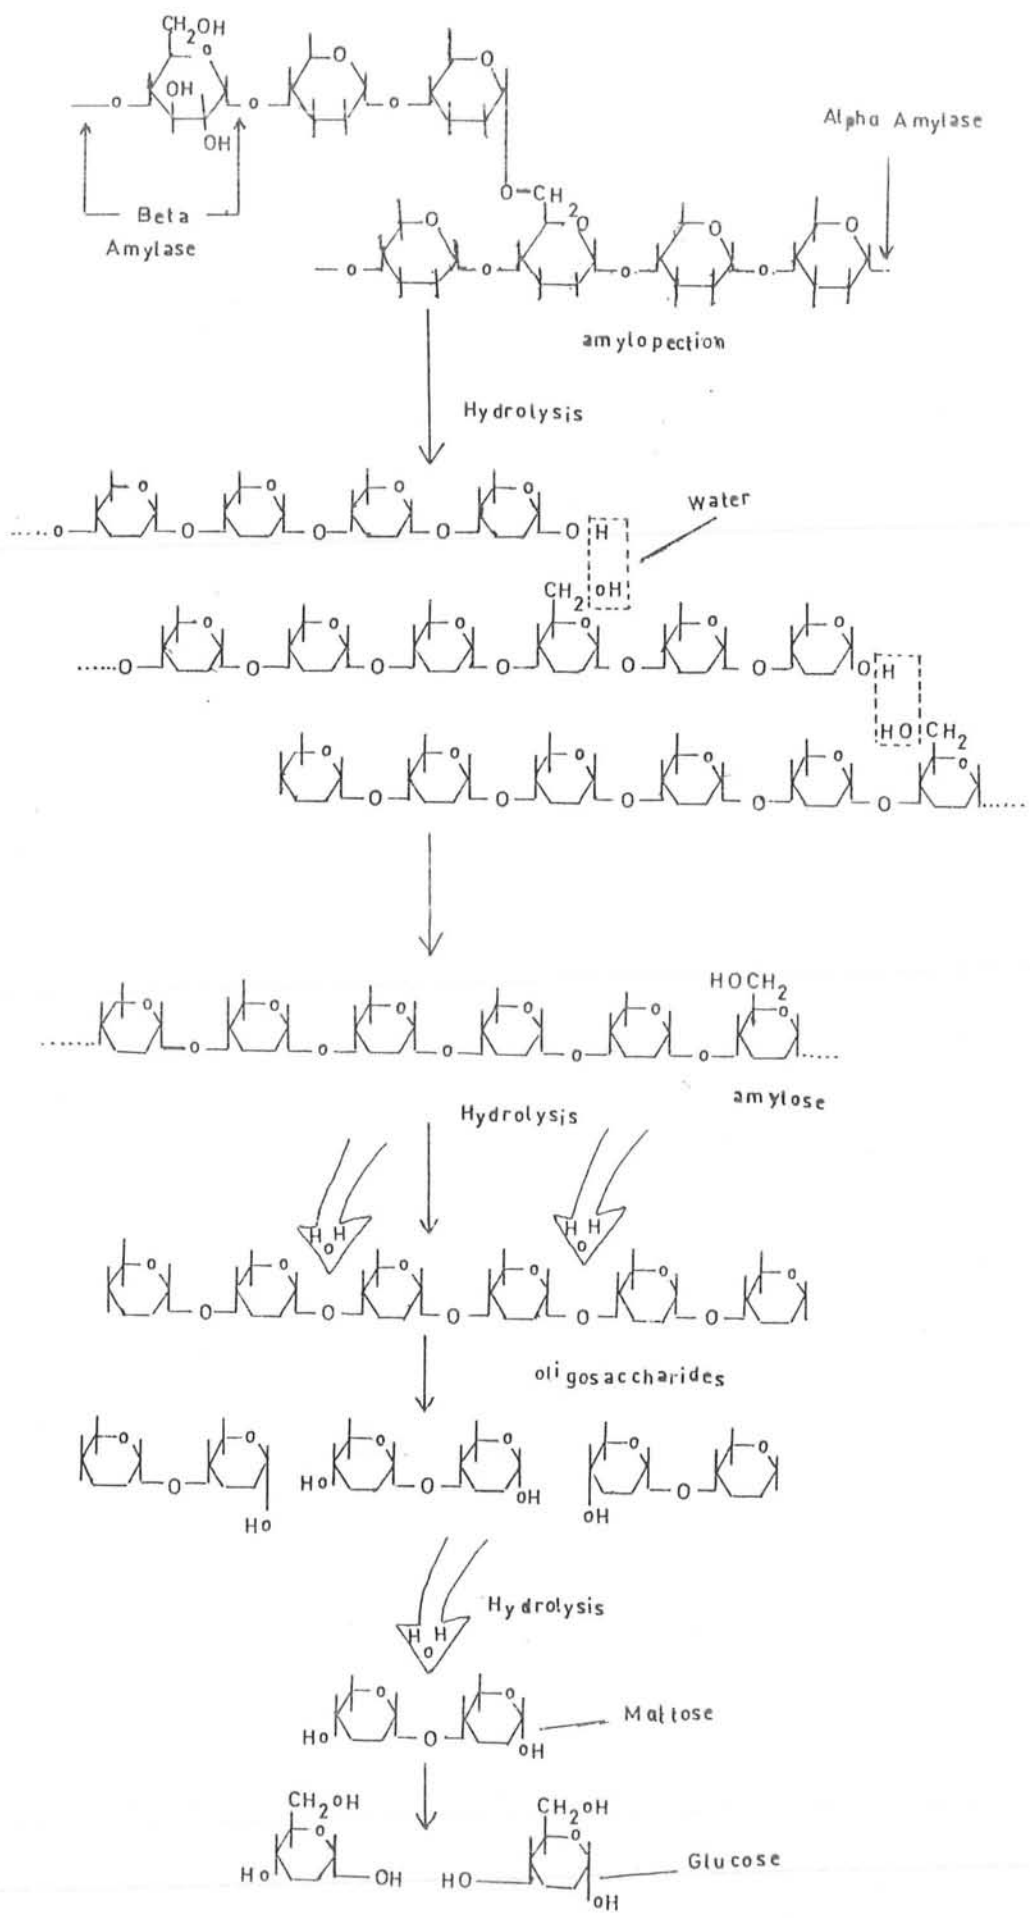 CH2OH
o O O
OH
o o o
OH
Alpha Amylase
Beta
Amylase
O-CH2
O O O O
o o o o
amylopection
Hydrolysis
o o o o
.....o O O O O H
Water
CH2 oH
o o o o o o
......O O O O O O O H
HO CH2
o o o o o o
O O O O O ......
HOCH2
o o o o o o
....... o o o o o .....
amylose
Hydrolysis
H H
o
H H
o
o o o o o o
O O O O O
oligosaccharides
o o o o o o
O Ho O oH O
Ho OH
Hydrolysis
H H
o
o o
Ho O oH
Maltose
CH2oH CH2oH
o o
Ho OH HO oH
Glucose